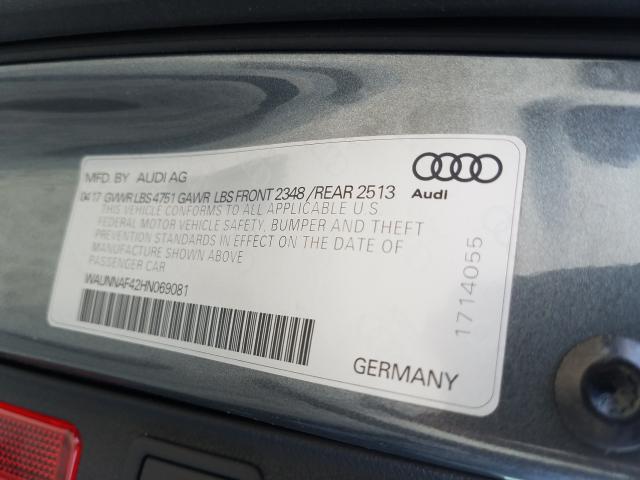 MFD. BY AUDI AG
04 17 GVWR LBS 4751 GAWR LBS FRONT 2348 / REAR 2513
THIS VEHICLE CONFORMS TO ALL APPLICABLE U.S.
FEDERAL MOTOR VEHICLE SAFETY, BUMPER AND THEFT
PREVENTION STANDARDS IN EFFECT ON THE DATE OF
MANUFACTURE SHOWN ABOVE
PASSENGER CAR
WAUNNAF42HN069081
Audi
1714055
GERMANY